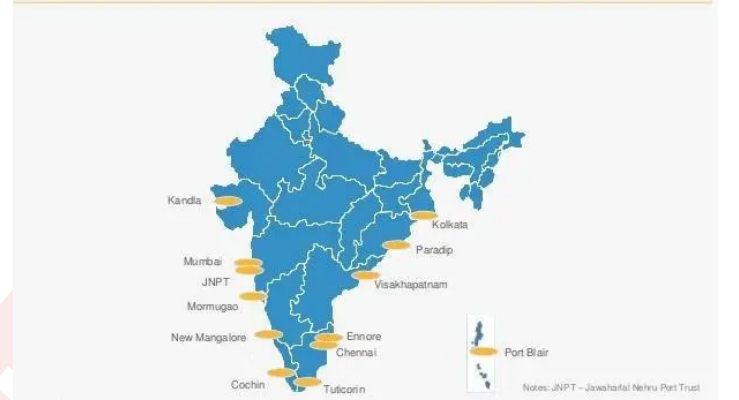 Kandla
Kolkata
Paradip
Mumbai
JNPT
Visakhapatnam
Mormugao
New Mangalore
Ennore
Chennai
Port Blair
Cochin
Tuticorin
Notes: JNPT – Jawaharlal Nehru Port Trust